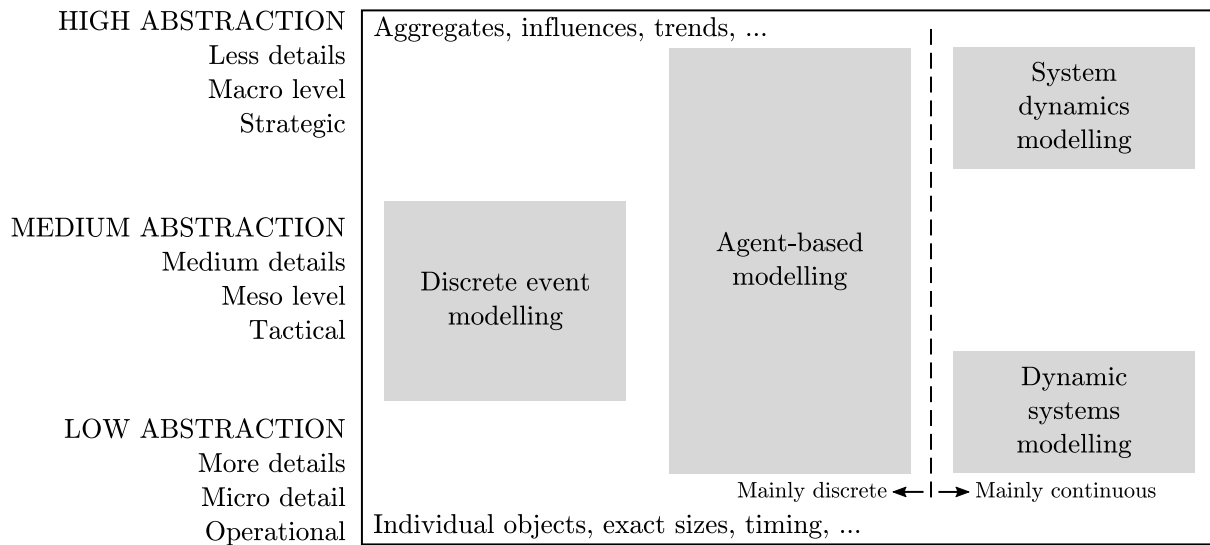 HIGH ABSTRACTION
Less details
Macro level
Strategic
MEDIUM ABSTRACTION
Medium details
Meso level
Tactical
LOW ABSTRACTION
More details
Micro detail
Operational
Aggregates, influences, trends, ...
Discrete event
modelling
Agent-based
modelling
System
dynamics
modelling
Dynamic
systems
modelling
Mainly discrete
Mainly continuous
Individual objects, exact sizes, timing, ...